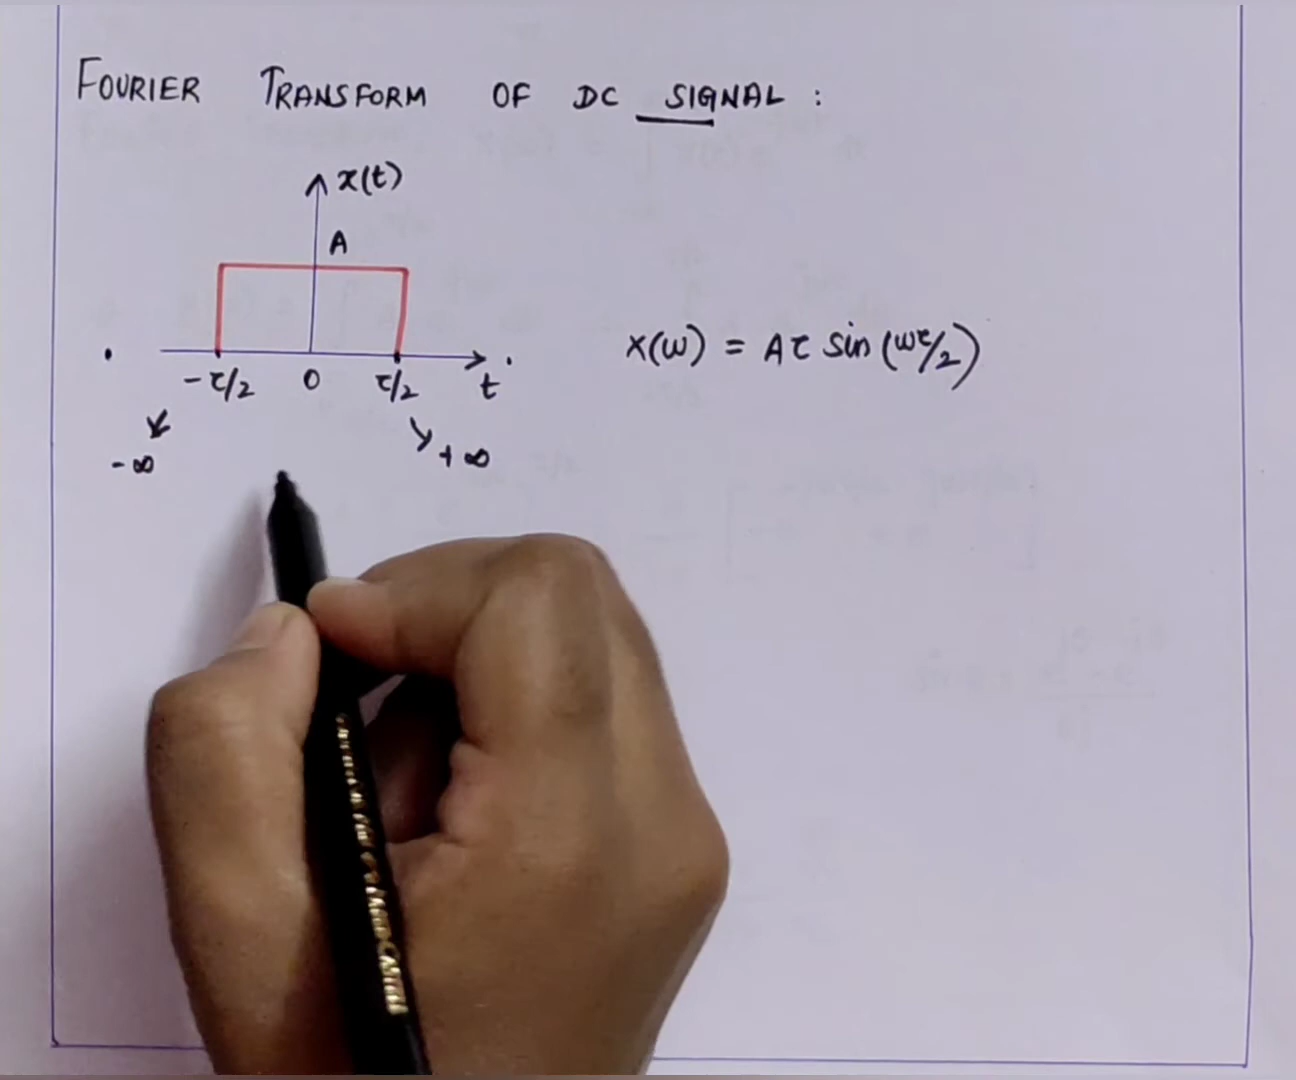 FOURIER TRANSFORM OF DC SIGNAL :
x(t)
A
-τ/2 0 τ/2 t
X(ω) = Aτ sin(ωτ/2)
-∞ +∞